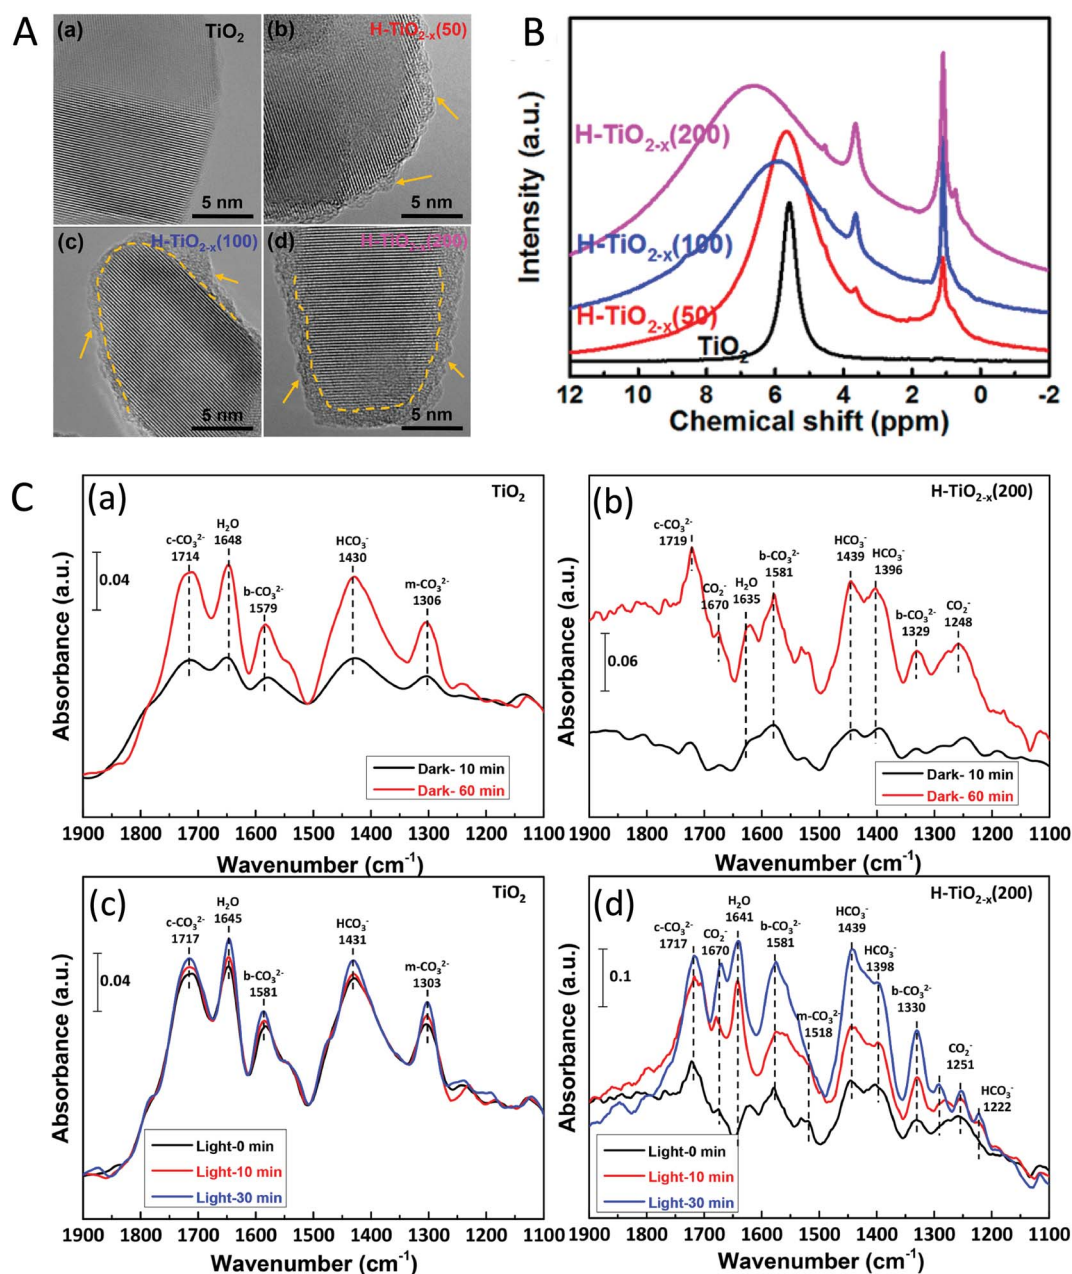 A
(a)
TiO₂
5 nm
(b)
H-TiO₂₋ₓ(50)
5 nm
(c)
H-TiO₂₋ₓ(100)
5 nm
(d)
5 nm
B
Intensity (a.u.)
H-TiO₂₋ₓ(200)
H-TiO₂₋ₓ(100)
H-TiO₂₋ₓ(50)
TiO₂
12 10 8 6 4 2 0 -2
Chemical shift (ppm)
C
(a)
TiO₂
Absorbance (a.u.)
0.04
c-CO₃²⁻
1714
H₂O
1648
b-CO₃²⁻
1579
HCO₃⁻
1430
m-CO₃²⁻
1306
Dark- 10 min
Dark- 60 min
1900 1800 1700 1600 1500 1400 1300 1200 1100
Wavenumber (cm⁻¹)
(b)
H-TiO₂₋ₓ(200)
Absorbance (a.u.)
0.06
c-CO₃²⁻
1719
CO₂⁻
1670
H₂O
1635
b-CO₃²⁻
1581
HCO₃⁻
1439
HCO₃⁻
1396
b-CO₃²⁻
1329
CO₂⁻
1248
Dark- 10 min
Dark- 60 min
1900 1800 1700 1600 1500 1400 1300 1200 1100
Wavenumber (cm⁻¹)
(c)
TiO₂
Absorbance (a.u.)
0.04
c-CO₃²⁻
1717
H₂O
1645
b-CO₃²⁻
1581
HCO₃⁻
1431
m-CO₃²⁻
1303
Light-0 min
Light-10 min
Light-30 min
1900 1800 1700 1600 1500 1400 1300 1200 1100
Wavenumber (cm⁻¹)
(d)
H-TiO₂₋ₓ(200)
Absorbance (a.u.)
0.1
c-CO₃²⁻
1717
CO₂⁻
1670
H₂O
1641
b-CO₃²⁻
1581
m-CO₃²⁻
1518
HCO₃⁻
1439
HCO₃⁻
1398
b-CO₃²⁻
1330
CO₂⁻
1251
HCO₃⁻
1222
Light-0 min
Light-10 min
Light-30 min
1900 1800 1700 1600 1500 1400 1300 1200 1100
Wavenumber (cm⁻¹)